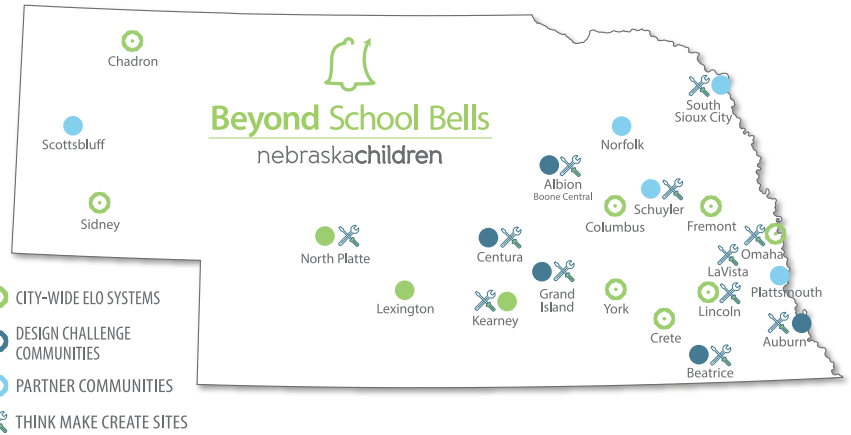 Chadron
Beyond School Bells
nebraskachildren
Scottsbluff
Sidney
South
Sioux City
Norfolk
Albion
Boone Central
Schuyler
Columbus
Fremont
North Platte
Centura
Omaha
LaVista
Lexington
Kearney
Grand
Island
York
Lincoln
Plattsmouth
Crete
Auburn
Beatrice
CITY-WIDE ELO SYSTEMS
DESIGN CHALLENGE
COMMUNITIES
PARTNER COMMUNITIES
THINK MAKE CREATE SITES